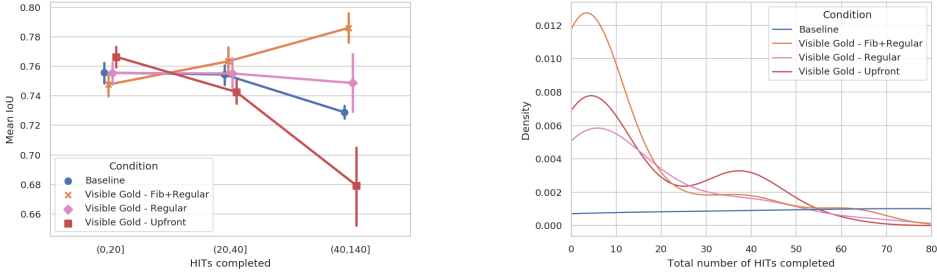 0.80
0.78
0.76
0.74
0.72
0.70
0.68
0.66
Mean IoU
Condition
Baseline
Visible Gold - Fib+Regular
Visible Gold - Regular
Visible Gold - Upfront
(0,20]
(20,40]
(40,140]
HITs completed
0.012
0.010
0.008
0.006
0.004
0.002
0.000
Density
Condition
Baseline
Visible Gold - Fib+Regular
Visible Gold - Regular
Visible Gold - Upfront
0 10 20 30 40 50 60 70 80
Total number of HITs completed